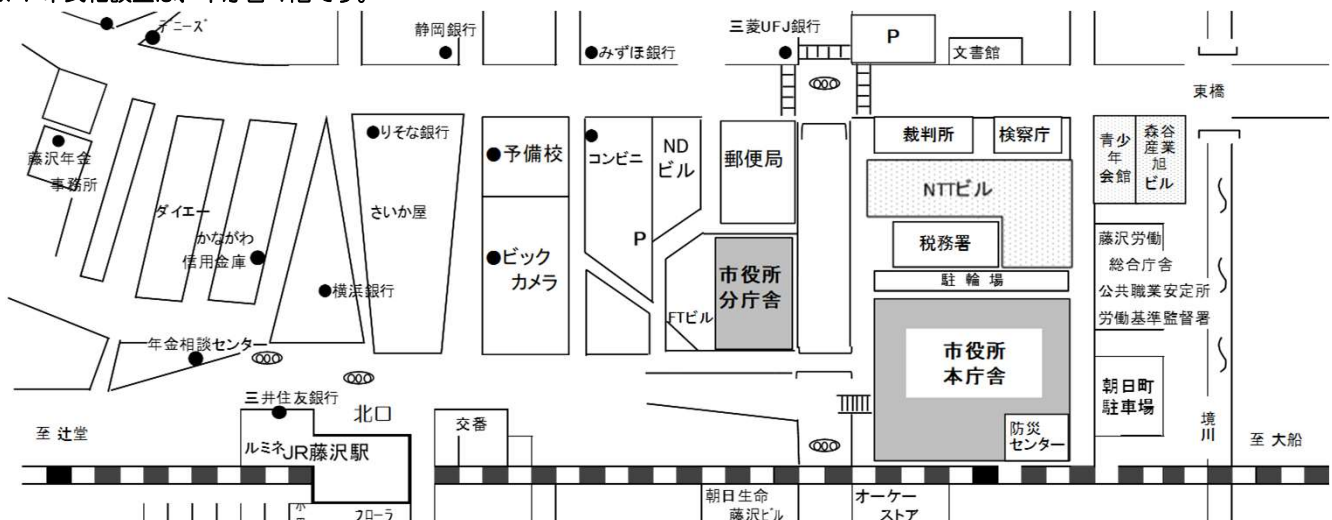 デニーズ
静岡銀行
みずほ銀行
三菱UFJ銀行
P
文書館
東橋
藤沢年金
事務所
ダイエー
かながわ
信用金庫
りそな銀行
さいか屋
横浜銀行
予備校
ビック
カメラ
コンビニ
ND
ビル
P
郵便局
市役所
分庁舎
FTビル
裁判所
検察庁
NTTビル
税務署
駐輪場
市役所
本庁舎
防災
センター
青少
年
会館
森谷
産業
旭
ビル
藤沢労働
総合庁舎
公共職業安定所
労働基準監督署
朝日町
駐車場
境川
至 大船
年金相談センター
三井住友銀行
北口
交番
至 辻堂
ルミネ
JR藤沢駅
フローラ
朝日生命
藤沢ビル
オーケー
ストア